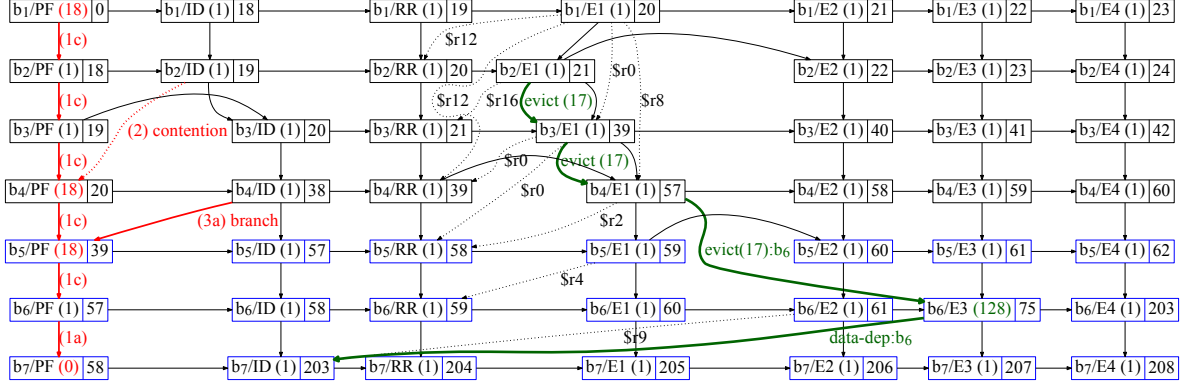 b₁/PF (18) 0 b₁/ID (1) 18 b₁/RR (1) 19 b₁/E1 (1) 20 b₁/E2 (1) 21 b₁/E3 (1) 22 b₁/E4 (1) 23
(1c) $r12
b₂/PF (1) 18 b₂/ID (1) 19 b₂/RR (1) 20 b₂/E1 (1) 21 $r0 b₂/E2 (1) 22 b₂/E3 (1) 23 b₂/E4 (1) 24
(1c) $r12 $r16 evict (17) $r8
b₃/PF (1) 19 (2) contention b₃/ID (1) 20 b₃/RR (1) 21 b₃/E1 (1) 39 b₃/E2 (1) 40 b₃/E3 (1) 41 b₃/E4 (1) 42
(1c) $r0 evict (17)
b₄/PF (18) 20 b₄/ID (1) 38 b₄/RR (1) 39 $r0 b₄/E1 (1) 57 b₄/E2 (1) 58 b₄/E3 (1) 59 b₄/E4 (1) 60
(1c) (3a) branch $r2
b₅/PF (18) 39 b₅/ID (1) 57 b₅/RR (1) 58 b₅/E1 (1) 59 evict(17):b₆ b₅/E2 (1) 60 b₅/E3 (1) 61 b₅/E4 (1) 62
(1c) $r4
b₆/PF (1) 57 b₆/ID (1) 58 b₆/RR (1) 59 b₆/E1 (1) 60 b₆/E2 (1) 61 b₆/E3 (128) 75 b₆/E4 (1) 203
(1a) $r9 data-dep:b₆
b₇/PF (0) 58 b₇/ID (1) 203 b₇/RR (1) 204 b₇/E1 (1) 205 b₇/E2 (1) 206 b₇/E3 (1) 207 b₇/E4 (1) 208